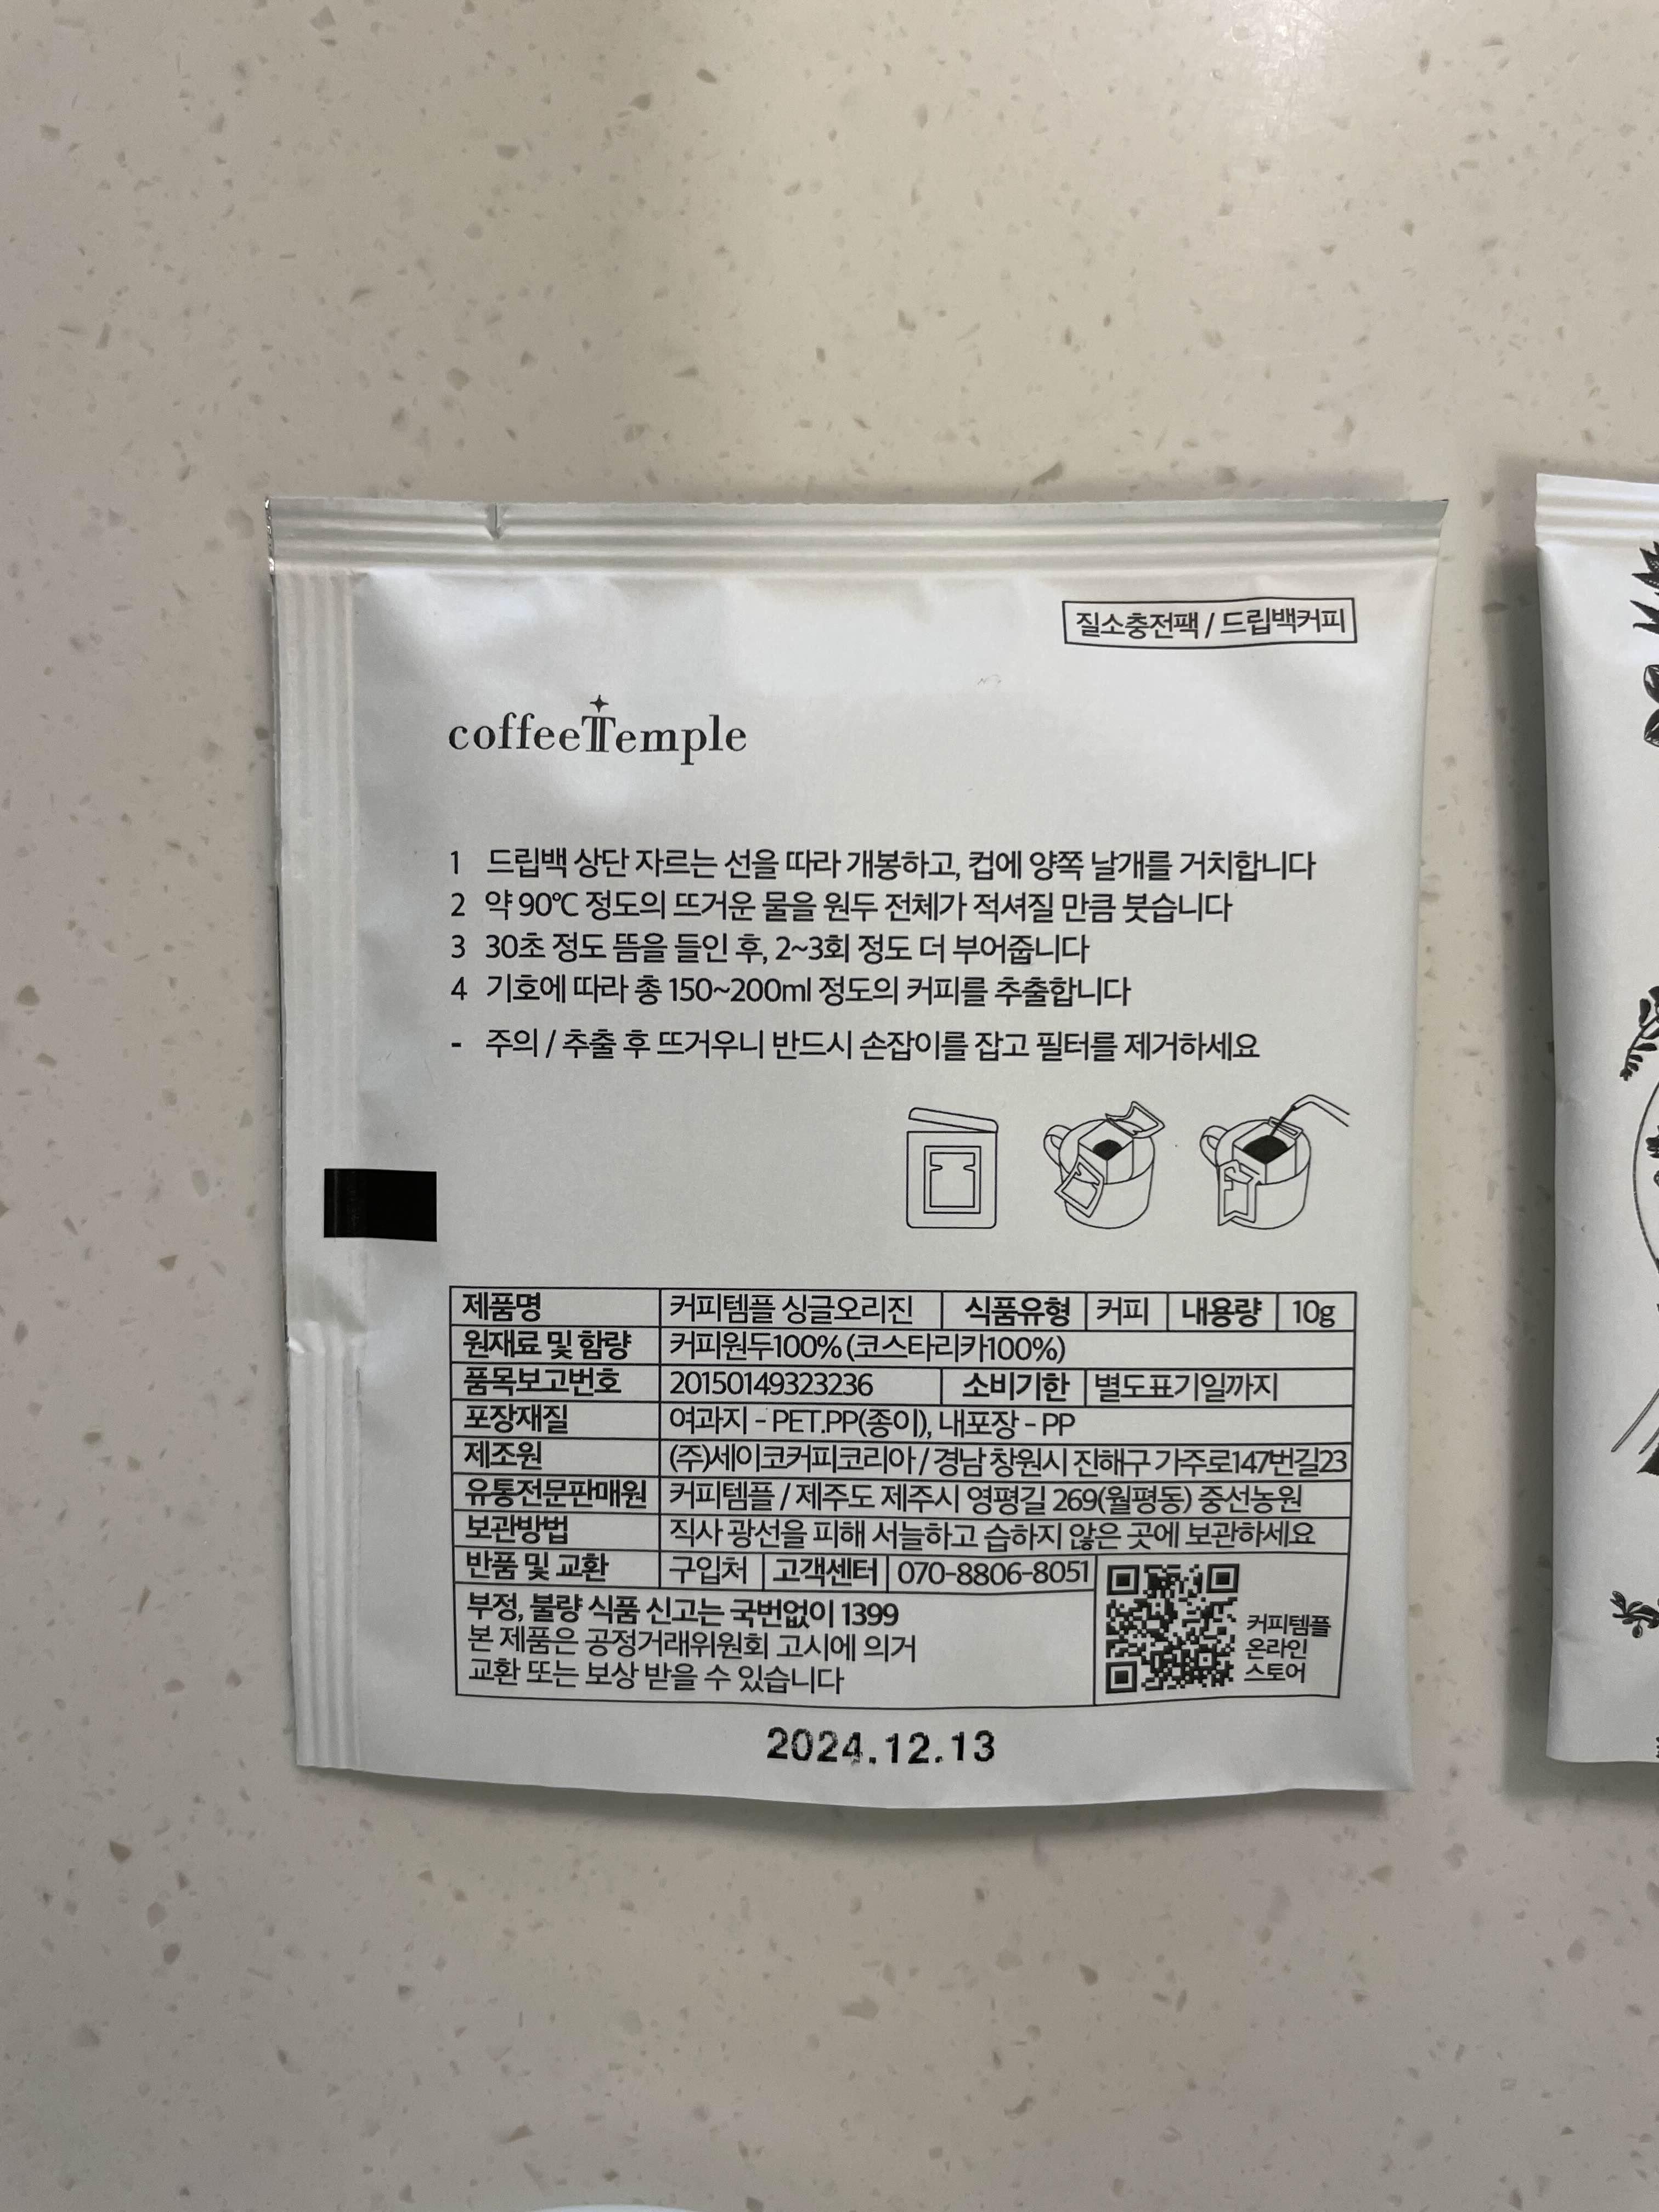 질소충전팩 / 드립백커피
coffeeTemple
1 드립백 상단 자르는 선을 따라 개봉하고, 컵에 양쪽 날개를 거치합니다
2 약 90℃ 정도의 뜨거운 물을 원두 전체가 적셔질 만큼 붓습니다
3 30초 정도 뜸을 들인 후, 2~3회 정도 더 부어줍니다
4 기호에 따라 총 150~200ml 정도의 커피를 추출합니다
- 주의 / 추출 후 뜨거우니 반드시 손잡이를 잡고 필터를 제거하세요
제품명 커피템플 싱글오리진 식품유형 커피 내용량 10g
원재료 및 함량 커피원두100% (코스타리카100%)
품목보고번호 20150149323236 소비기한 별도표기일까지
포장재질 여과지 - PET.PP(종이), 내포장 - PP
제조원 (주)세이코커피코리아 / 경남 창원시 진해구 가주로147번길23
유통전문판매원 커피템플 / 제주도 제주시 영평길 269(월평동) 중선농원
보관방법 직사 광선을 피해 서늘하고 습하지 않은 곳에 보관하세요
반품 및 교환 구입처 고객센터 070-8806-8051
부정, 불량 식품 신고는 국번없이 1399
본 제품은 공정거래위원회 고시에 의거
교환 또는 보상 받을 수 있습니다
커피템플
온라인
스토어
2024.12.13